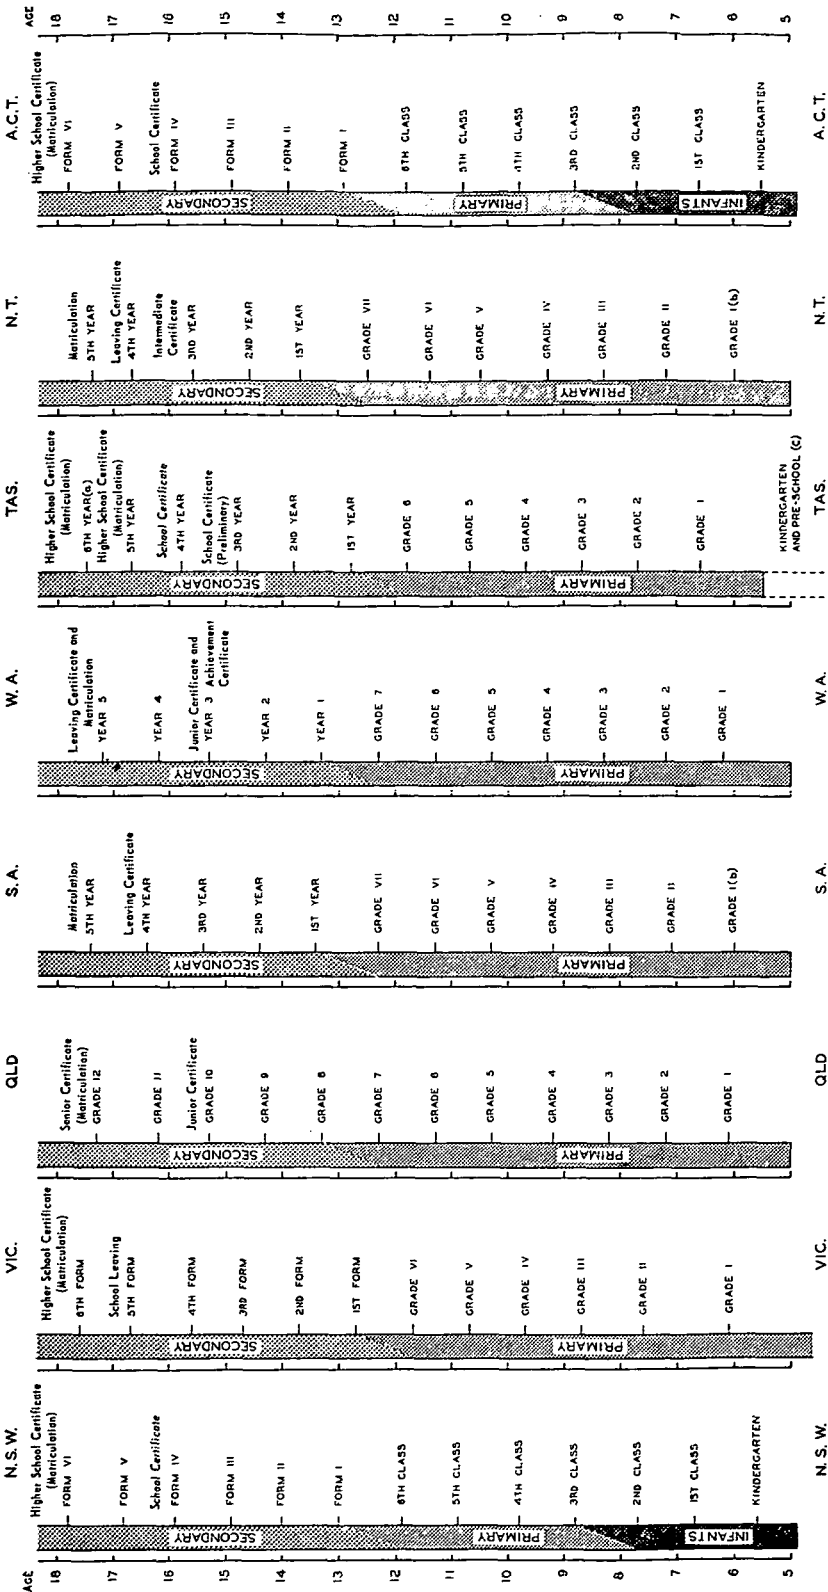 N.S.W.
VIC.
QLD
S.A.
W.A.
TAS.
N.T.
A.C.T.
AGE
18
17
16
15
14
13
12
11
10
9
8
7
6
5
SECONDARY
PRIMARY
INFANTS
Higher School Certificate
(Matriculation)
FORM VI
FORM V
School Certificate
FORM IV
FORM III
FORM II
FORM I
6TH CLASS
5TH CLASS
4TH CLASS
3RD CLASS
2ND CLASS
1ST CLASS
KINDERGARTEN
SECONDARY
PRIMARY
Higher School Certificate
(Matriculation)
6TH FORM
School Leaving
5TH FORM
4TH FORM
3RD FORM
2ND FORM
1ST FORM
GRADE VI
GRADE V
GRADE IV
GRADE III
GRADE II
GRADE I
SECONDARY
PRIMARY
Senior Certificate
(Matriculation)
GRADE 12
GRADE 11
Junior Certificate
GRADE 10
GRADE 9
GRADE 8
GRADE 7
GRADE 6
GRADE 5
GRADE 4
GRADE 3
GRADE 2
GRADE 1
SECONDARY
PRIMARY
Matriculation
5TH YEAR
Leaving Certificate
4TH YEAR
3RD YEAR
2ND YEAR
1ST YEAR
GRADE VII
GRADE VI
GRADE V
GRADE IV
GRADE III
GRADE II
GRADE I(b)
SECONDARY
PRIMARY
Leaving Certificate and
Matriculation
YEAR 5
YEAR 4
Junior Certificate and
YEAR 3 Achievement
Certificate
YEAR 2
YEAR 1
GRADE 7
GRADE 6
GRADE 5
GRADE 4
GRADE 3
GRADE 2
GRADE 1
SECONDARY
PRIMARY
Higher School Certificate
(Matriculation)
6TH YEAR(a)
Higher School Certificate
(Matriculation)
5TH YEAR
School Certificate
4TH YEAR
School Certificate
(Preliminary)
3RD YEAR
2ND YEAR
1ST YEAR
GRADE 6
GRADE 5
GRADE 4
GRADE 3
GRADE 2
GRADE 1
KINDERGARTEN
AND PRE-SCHOOL (c)
SECONDARY
PRIMARY
Matriculation
5TH YEAR
Leaving Certificate
4TH YEAR
Intermediate
Certificate
3RD YEAR
2ND YEAR
1ST YEAR
GRADE VII
GRADE VI
GRADE V
GRADE IV
GRADE III
GRADE II
GRADE I(b)
SECONDARY
PRIMARY
INFANTS
Higher School Certificate
(Matriculation)
FORM VI
FORM V
School Certificate
FORM IV
FORM III
FORM II
FORM I
6TH CLASS
5TH CLASS
4TH CLASS
3RD CLASS
2ND CLASS
1ST CLASS
KINDERGARTEN
AGE
18
17
16
15
14
13
12
11
10
9
8
7
6
5
N.S.W.
VIC.
QLD
S.A.
W.A.
TAS.
N.T.
A.C.T.